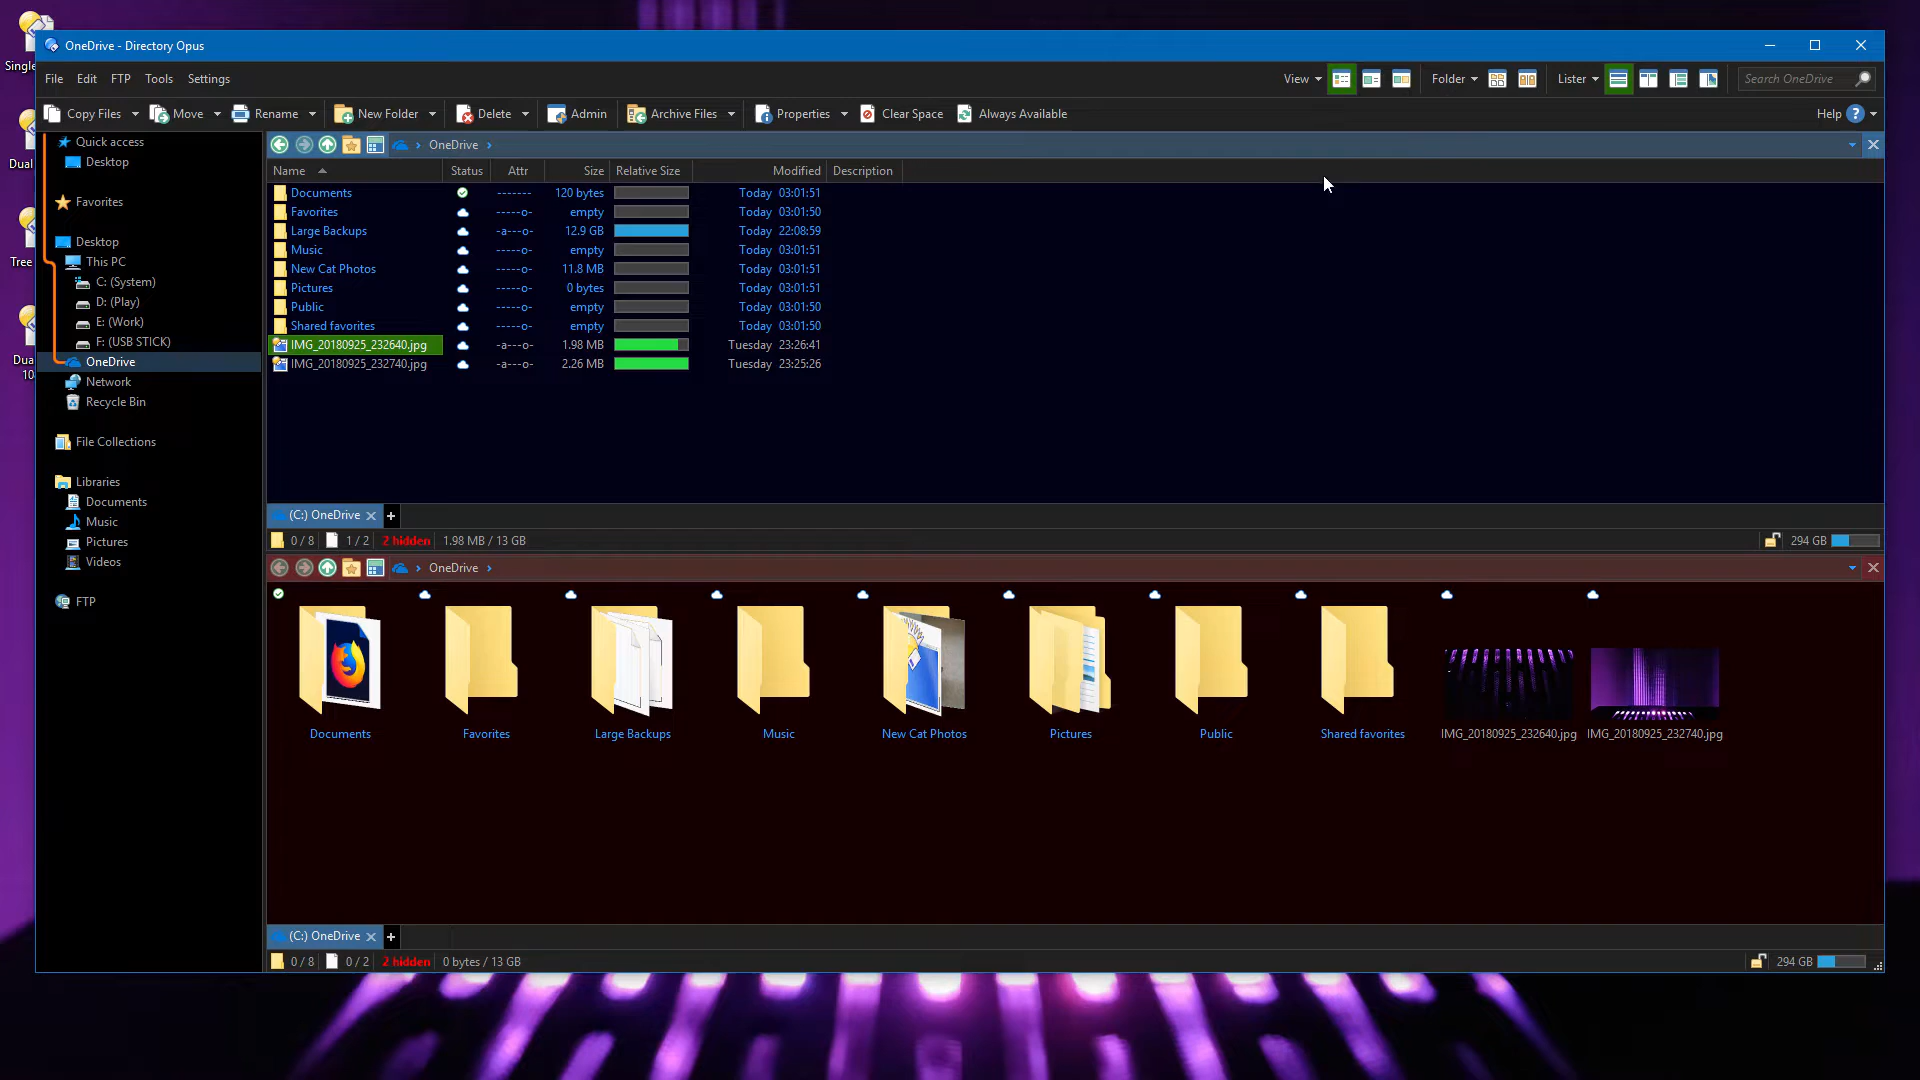 Single
Dual
Tree
Dua
10
OneDrive - Directory Opus
File Edit FTP Tools Settings
View Folder Lister Search OneDrive
Copy Files Move Rename New Folder Delete Admin Archive Files Properties Clear Space Always Available Help ?
Quick access
Desktop
Favorites
Desktop
This PC
C: (System)
D: (Play)
E: (Work)
F: (USB STICK)
OneDrive
Network
Recycle Bin
File Collections
Libraries
Documents
Music
Pictures
Videos
FTP
OneDrive
Name Status Attr Size Relative Size Modified Description
Documents ------- 120 bytes Today 03:01:51
Favorites -----o- empty Today 03:01:50
Large Backups -a---o- 12.9 GB Today 22:08:59
Music -----o- empty Today 03:01:51
New Cat Photos -----o- 11.8 MB Today 03:01:51
Pictures -----o- 0 bytes Today 03:01:51
Public -----o- empty Today 03:01:50
Shared favorites -----o- empty Today 03:01:50
IMG_20180925_232640.jpg -a---o- 1.98 MB Tuesday 23:26:41
IMG_20180925_232740.jpg -a---o- 2.26 MB Tuesday 23:25:26
(C:) OneDrive +
0 / 8 1 / 2 2 hidden 1.98 MB / 13 GB 294 GB
OneDrive
Documents Favorites Large Backups Music New Cat Photos Pictures Public Shared favorites IMG_20180925_232640.jpg IMG_20180925_232740.jpg
(C:) OneDrive +
0 / 8 0 / 2 2 hidden 0 bytes / 13 GB 294 GB